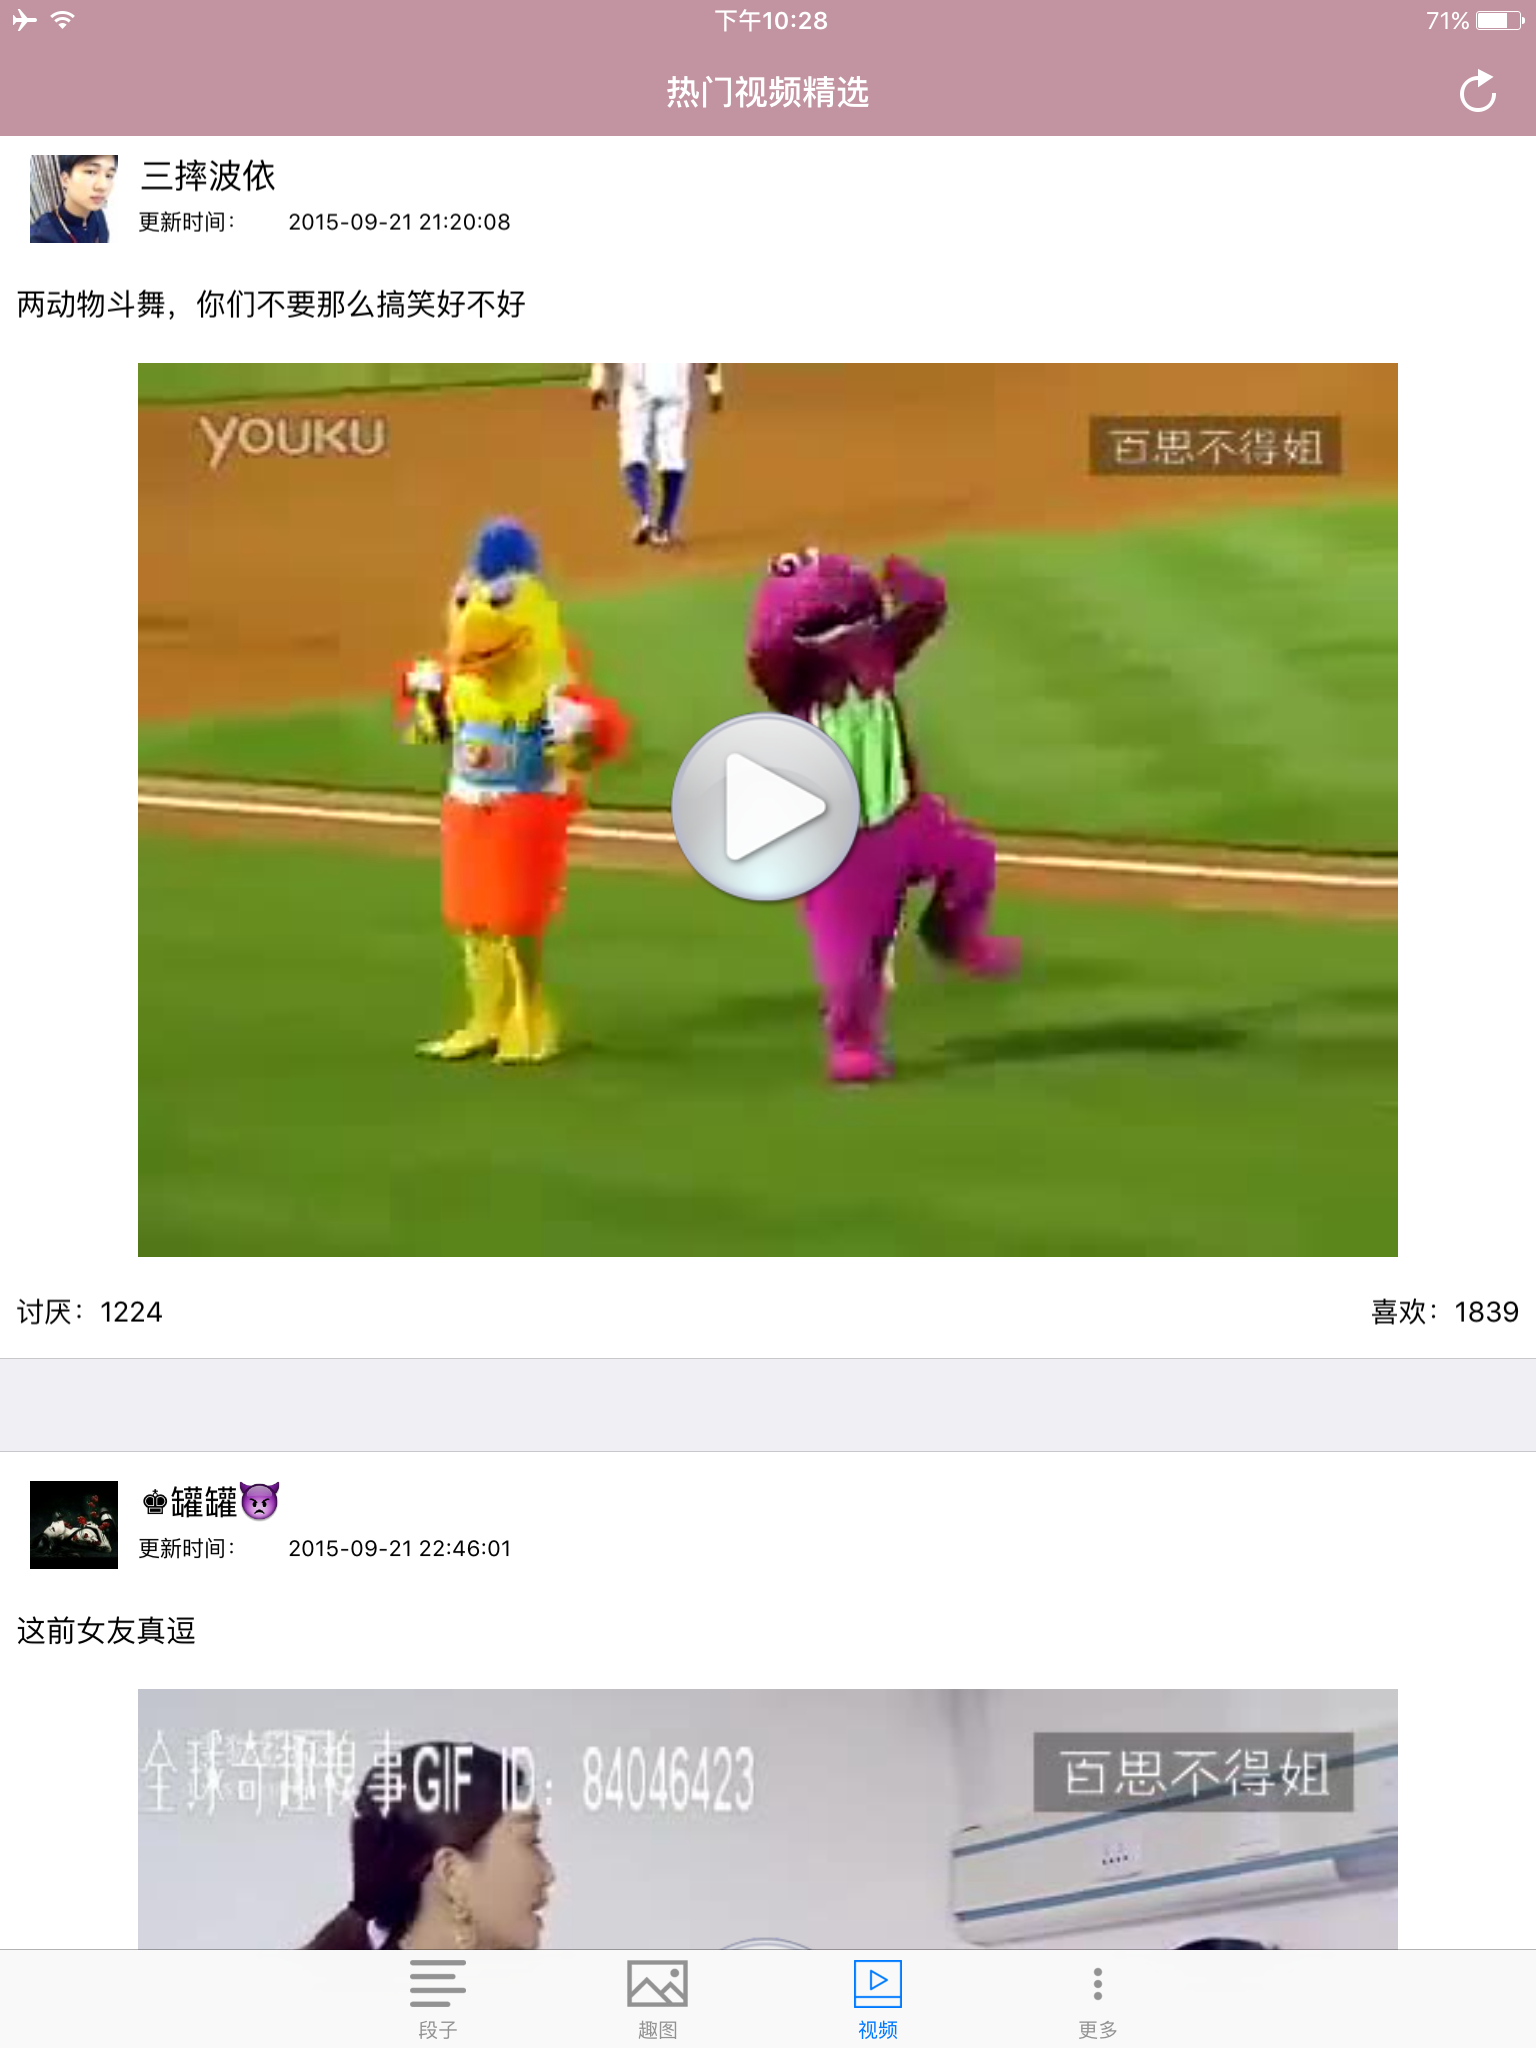 下午10:28
71%
热门视频精选
三摔波依
更新时间： 2015-09-21 21:20:08
两动物斗舞，你们不要那么搞笑好不好
YOUKU
百思不得姐
讨厌：1224
喜欢：1839
♚罐罐👿
更新时间： 2015-09-21 22:46:01
这前女友真逗
全球奇趣糗事GIF ID：84046423
百思不得姐
段子
趣图
视频
更多